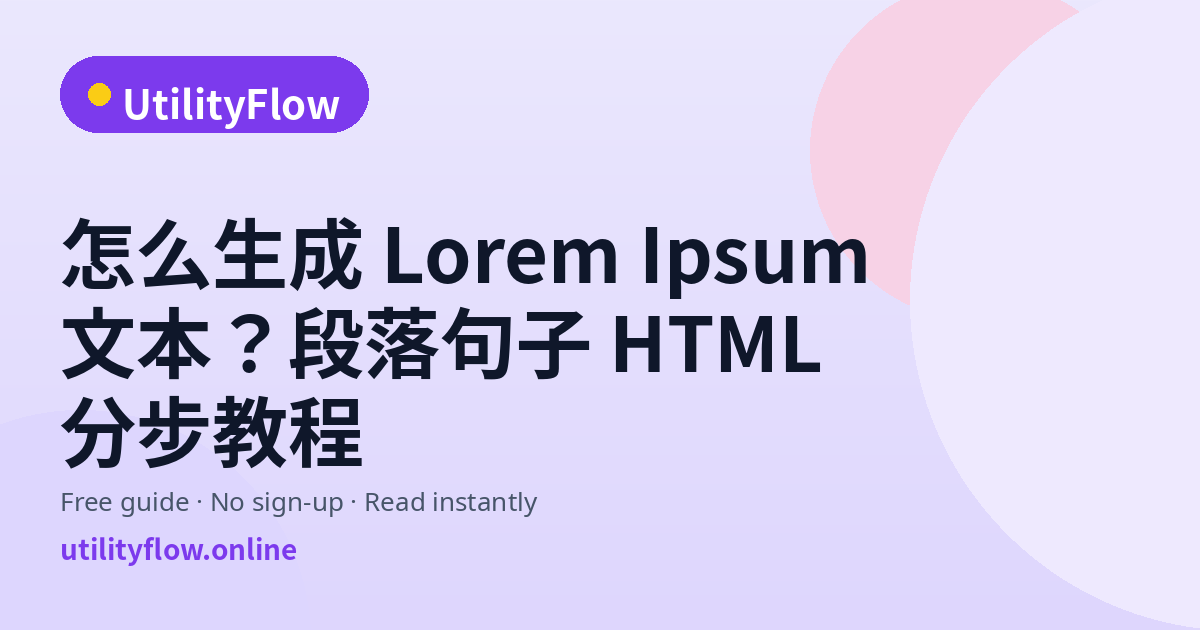 UtilityFlow
怎么生成 Lorem Ipsum
文本？段落句子 HTML
分步教程
Free guide · No sign-up · Read instantly
utilityflow.online